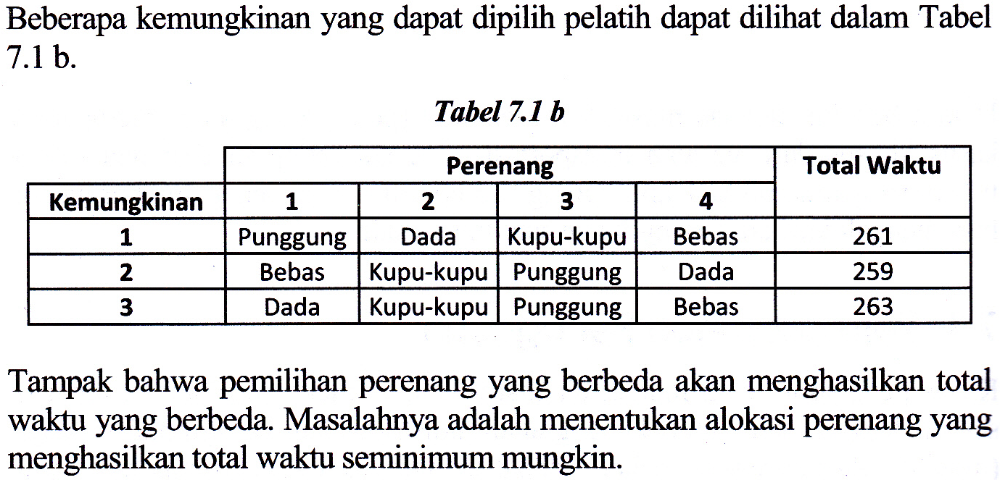 Beberapa kemungkinan yang dapat dipilih pelatih dapat dilihat dalam Tabel
7.1 b.
Tabel 7.1 b
Perenang Total Waktu
Kemungkinan 1 2 3 4
1 Punggung Dada Kupu-kupu Bebas 261
2 Bebas Kupu-kupu Punggung Dada 259
3 Dada Kupu-kupu Punggung Bebas 263
Tampak bahwa pemilihan perenang yang berbeda akan menghasilkan total
waktu yang berbeda. Masalahnya adalah menentukan alokasi perenang yang
menghasilkan total waktu seminimum mungkin.